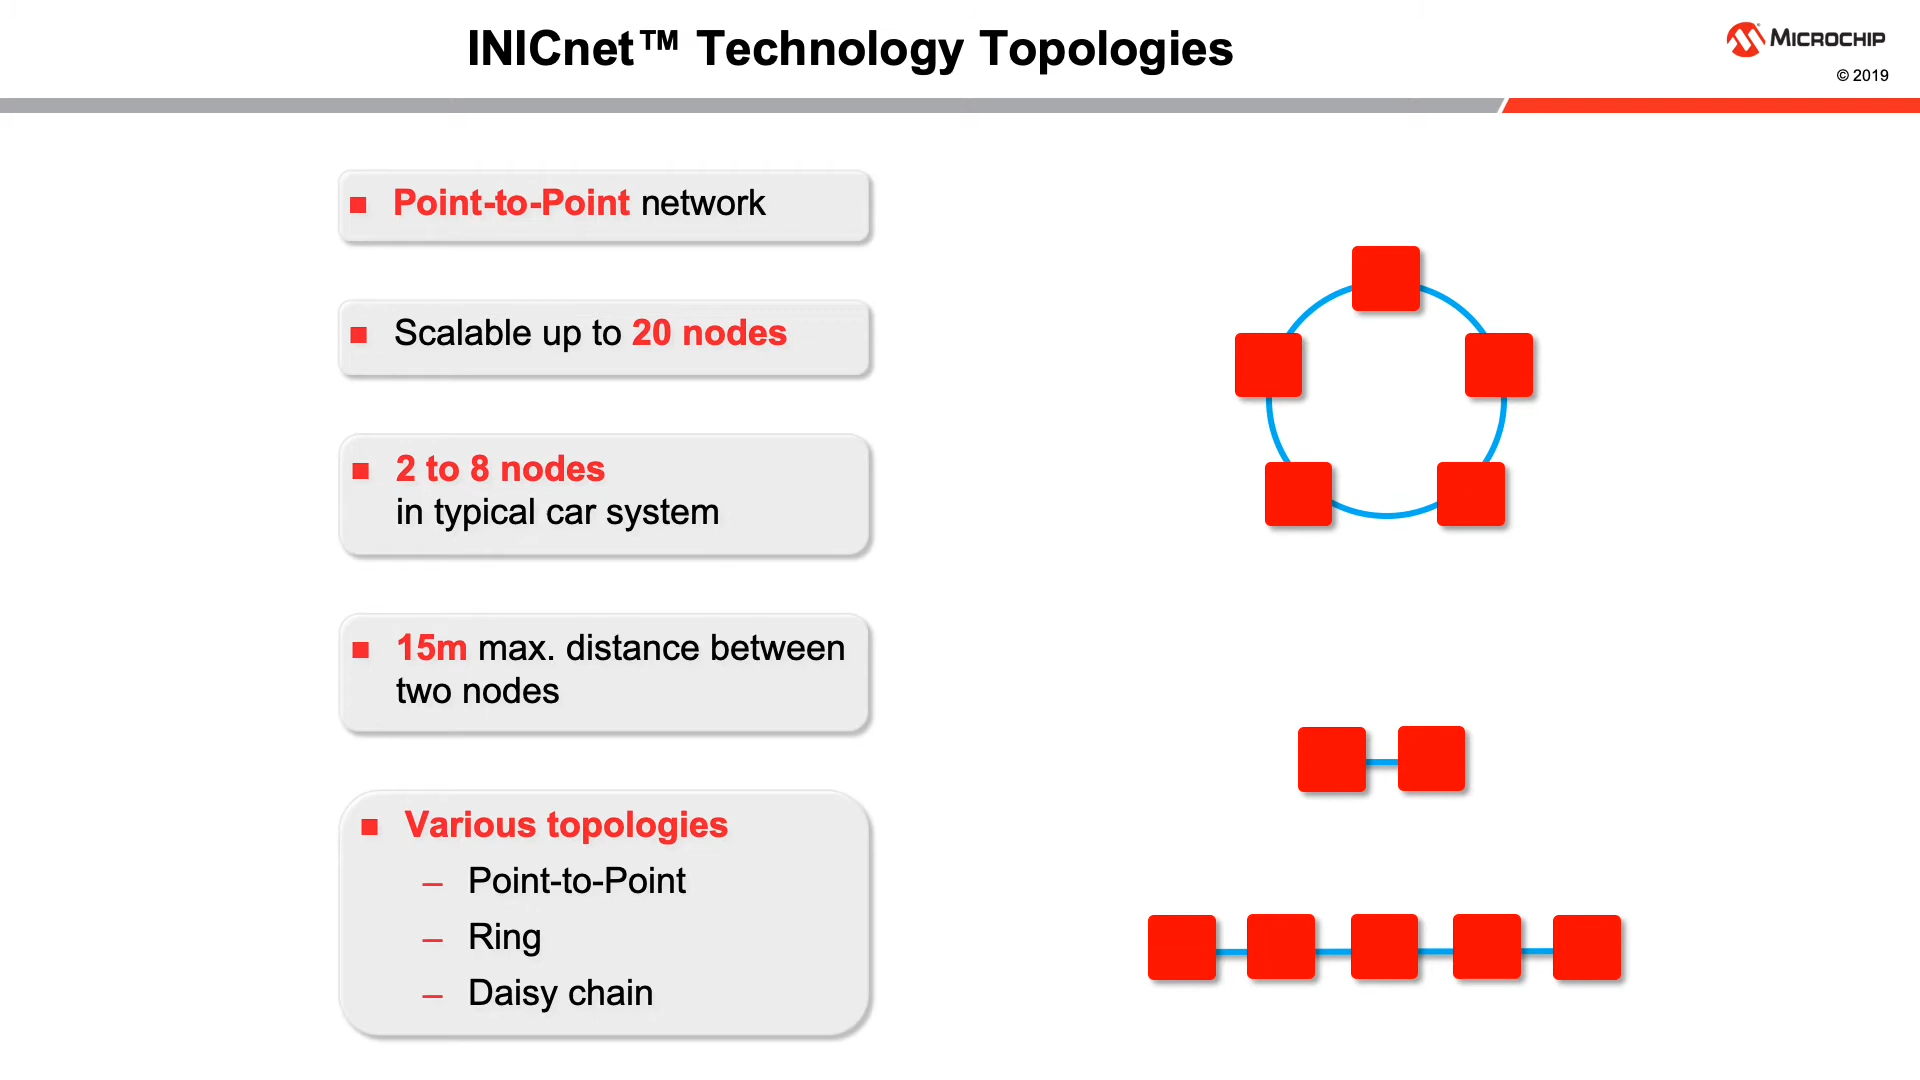 INICnet™ Technology Topologies
MICROCHIP
© 2019
Point-to-Point network
Scalable up to 20 nodes
2 to 8 nodes
in typical car system
15m max. distance between
two nodes
Various topologies
– Point-to-Point
– Ring
– Daisy chain